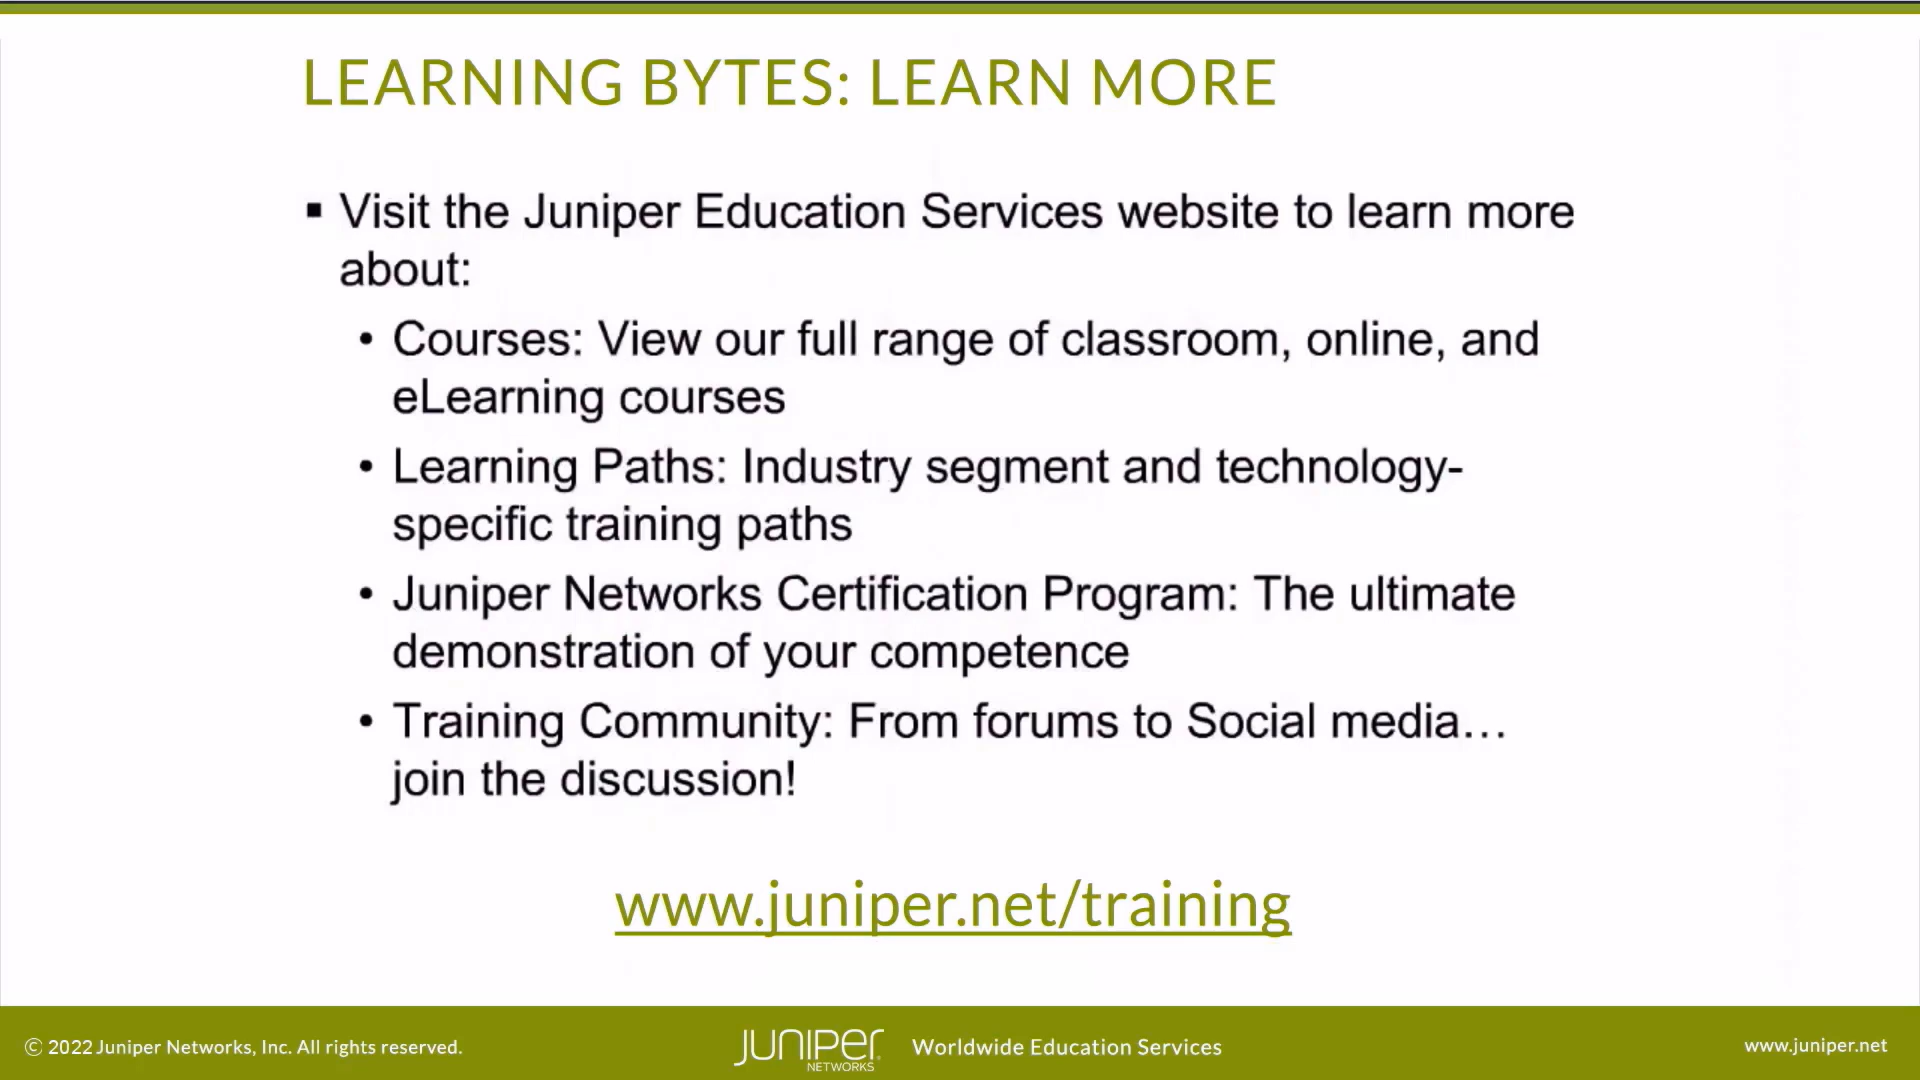 LEARNING BYTES: LEARN MORE
▪ Visit the Juniper Education Services website to learn more
about:
• Courses: View our full range of classroom, online, and
eLearning courses
• Learning Paths: Industry segment and technology-
specific training paths
• Juniper Networks Certification Program: The ultimate
demonstration of your competence
• Training Community: From forums to Social media…
join the discussion!
www.juniper.net/training
© 2022 Juniper Networks, Inc. All rights reserved.
JUNIPER
NETWORKS
Worldwide Education Services
www.juniper.net